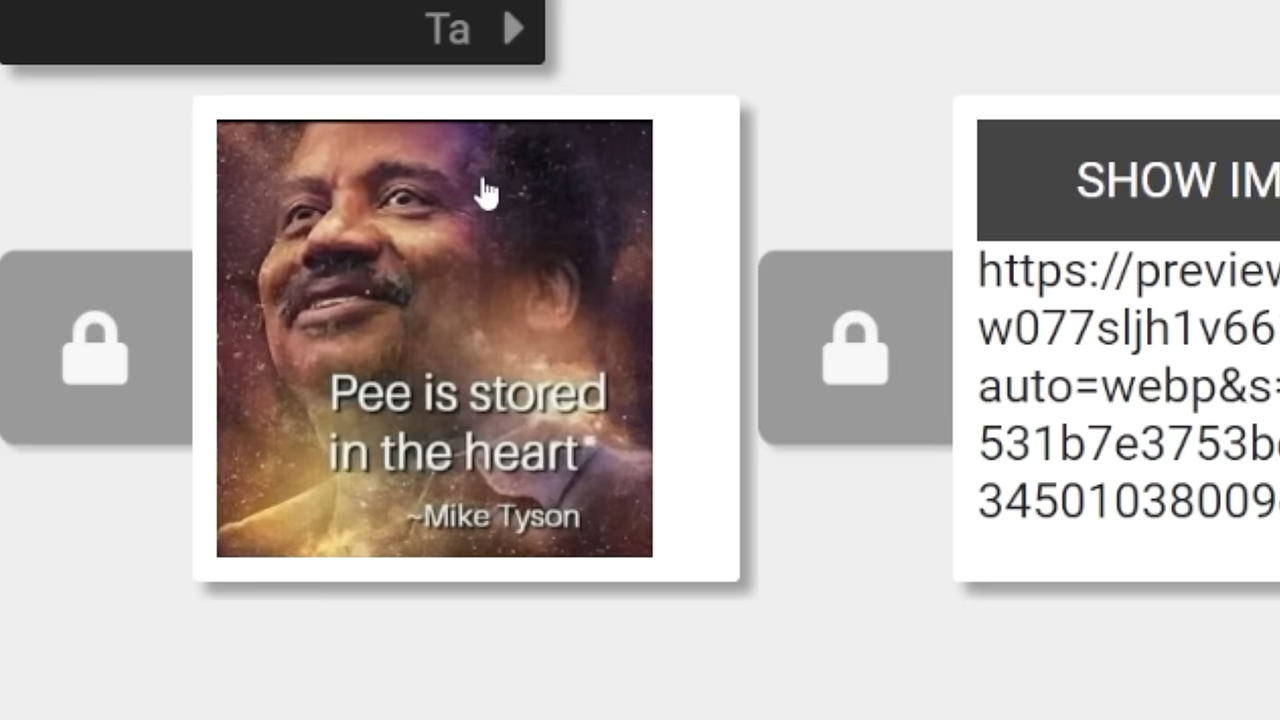 Ta
Pee is stored
in the heart"
~Mike Tyson
SHOW IM
https://preview
w077sljh1v66
auto=webp&s=
531b7e3753b
34501038009